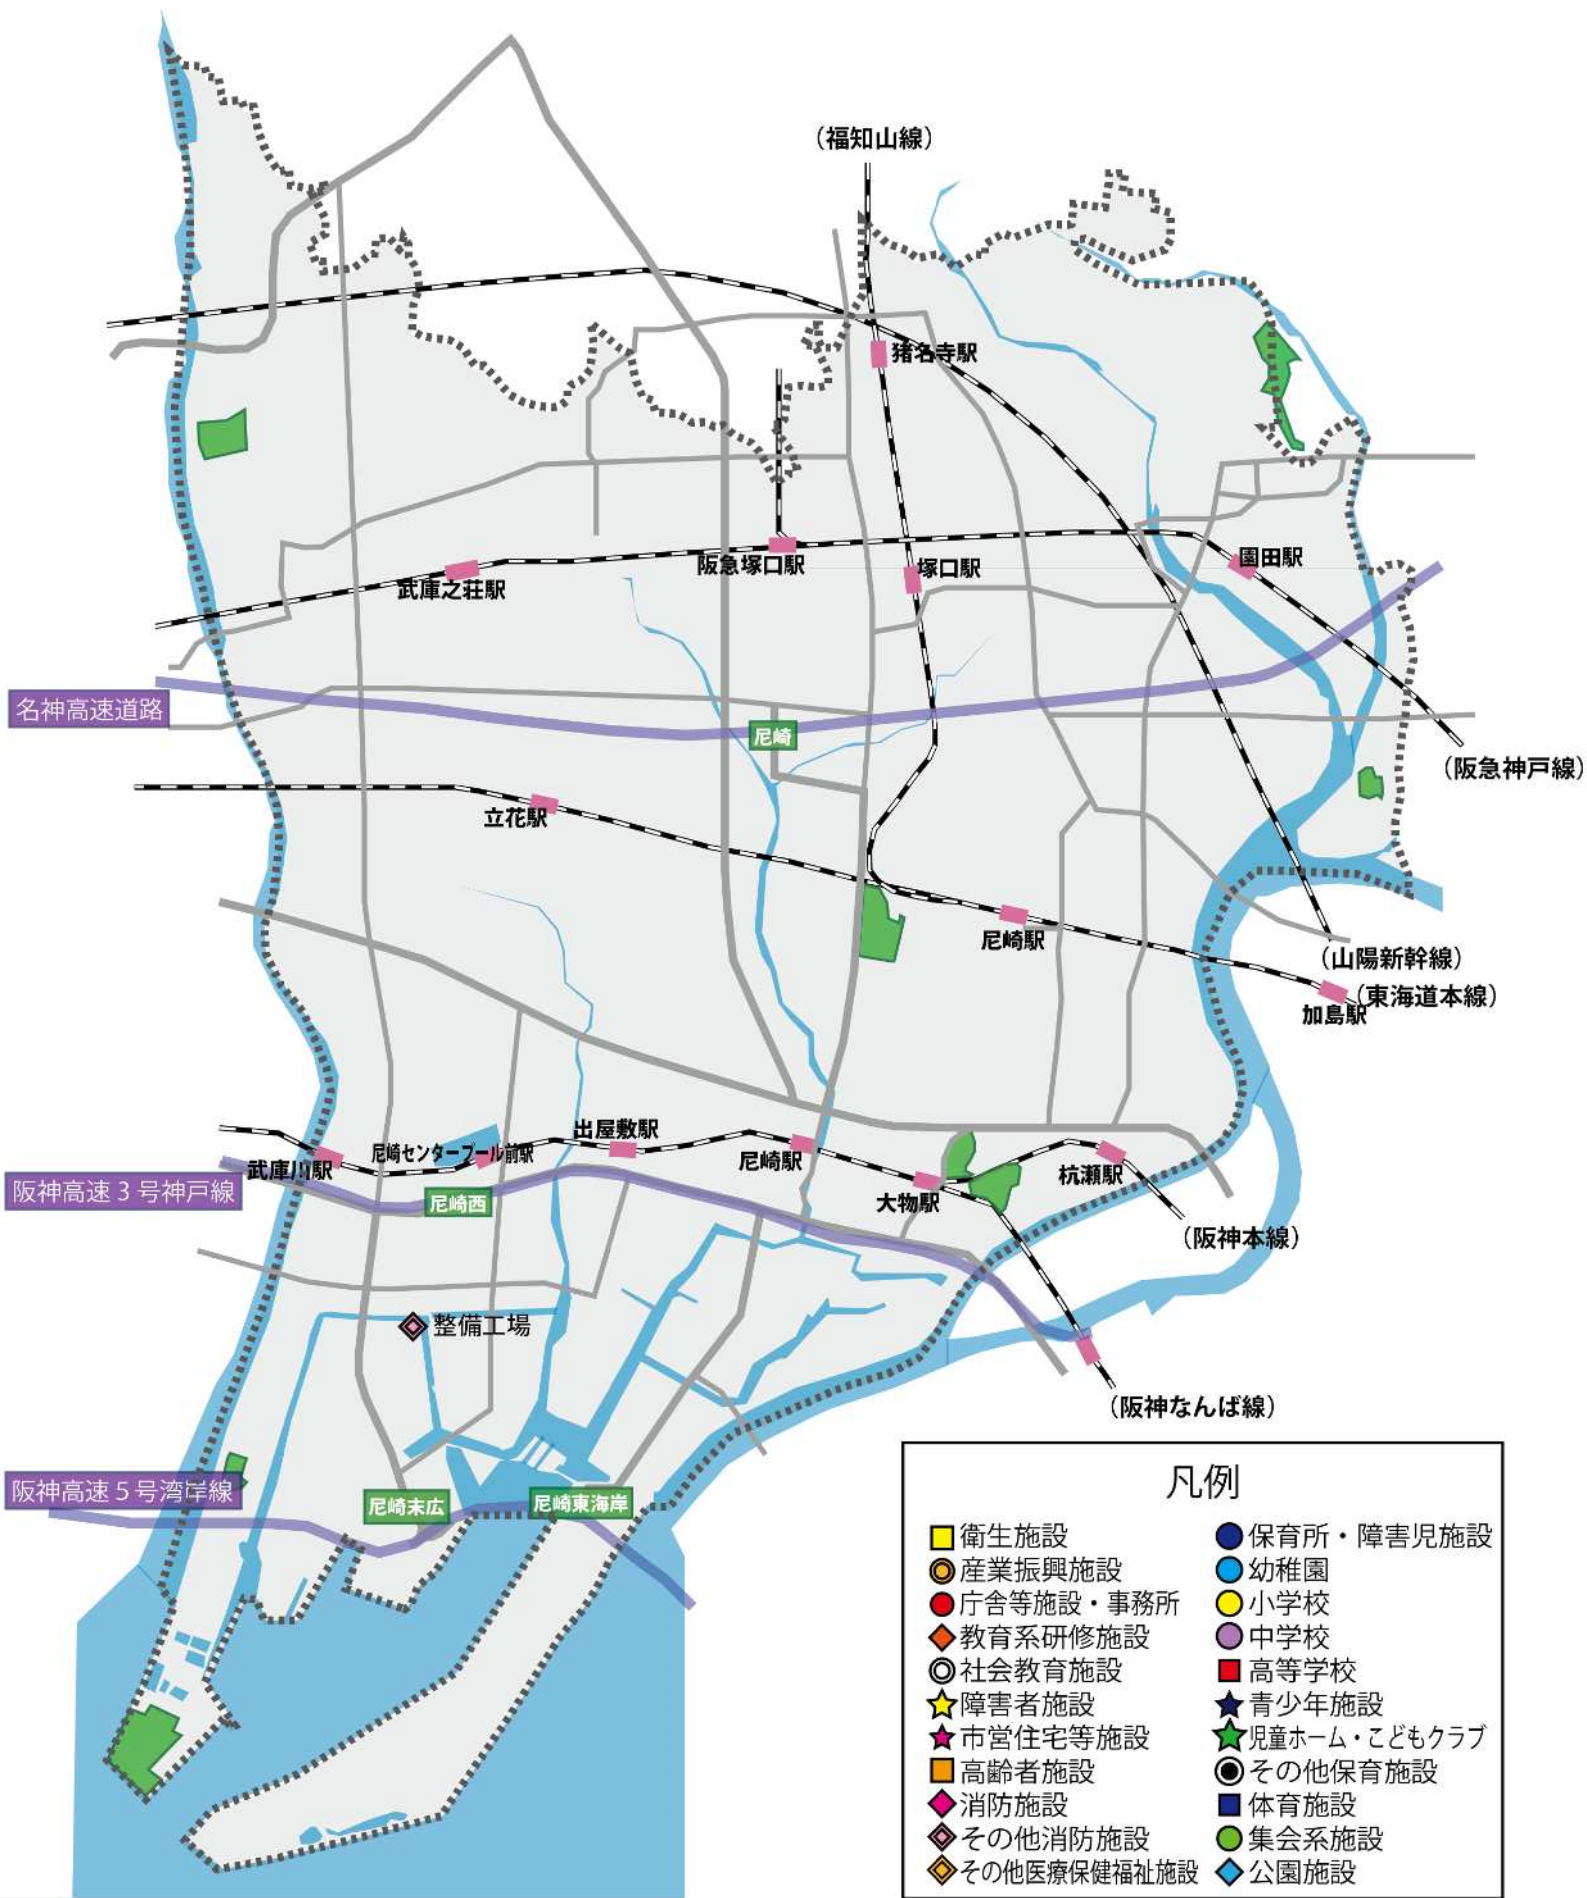 （福知山線）
猪名寺駅
阪急塚口駅
塚口駅
園田駅
武庫之荘駅
名神高速道路
尼崎
（阪急神戸線）
立花駅
尼崎駅
（山陽新幹線）
（東海道本線）
加島駅
出屋敷駅
尼崎センタープール前駅
尼崎駅
武庫川駅
杭瀬駅
阪神高速３号神戸線
尼崎西
大物駅
（阪神本線）
整備工場
（阪神なんば線）
阪神高速５号湾岸線
尼崎末広
尼崎東海岸
凡例
衛生施設
産業振興施設
庁舎等施設・事務所
教育系研修施設
社会教育施設
障害者施設
市営住宅等施設
高齢者施設
消防施設
その他消防施設
その他医療保健福祉施設
保育所・障害児施設
幼稚園
小学校
中学校
高等学校
青少年施設
児童ホーム・こどもクラブ
その他保育施設
体育施設
集会系施設
公園施設